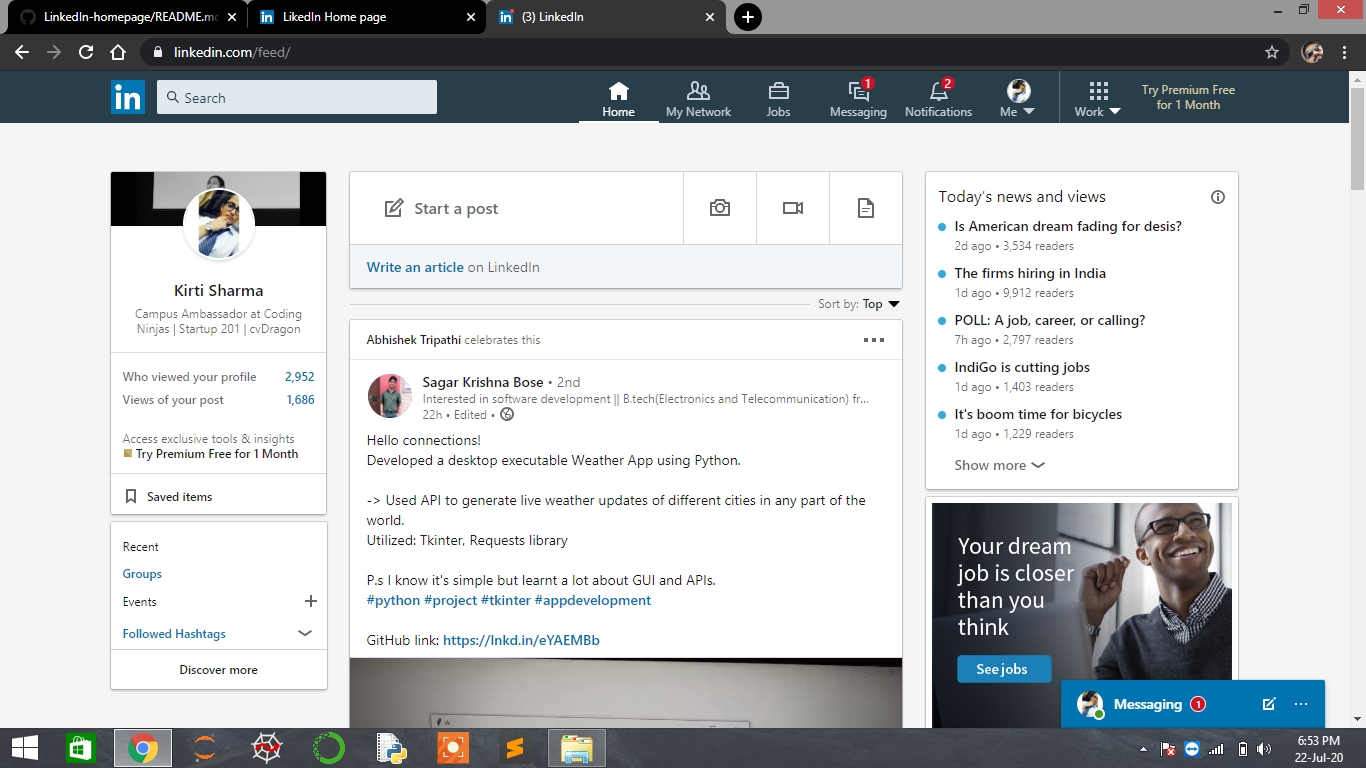 LinkedIn-homepage/README.mc
LikedIn Home page
(3) LinkedIn
linkedin.com/feed/
in
Search
Home
My Network
Jobs
1
Messaging
2
Notifications
Me
Work
Try Premium Free
for 1 Month
Kirti Sharma
Campus Ambassador at Coding
Ninjas | Startup 201 | cvDragon
Who viewed your profile 2,952
Views of your post 1,686
Access exclusive tools & insights
Try Premium Free for 1 Month
Saved items
Recent
Groups
Events
Followed Hashtags
Discover more
Start a post
Write an article on LinkedIn
Sort by: Top
Abhishek Tripathi celebrates this
Sagar Krishna Bose • 2nd
Interested in software development || B.tech(Electronics and Telecommunication) fr...
22h • Edited •
Hello connections!
Developed a desktop executable Weather App using Python.
-> Used API to generate live weather updates of different cities in any part of the
world.
Utilized: Tkinter, Requests library
P.s I know it's simple but learnt a lot about GUI and APIs.
#python #project #tkinter #appdevelopment
GitHub link: https://lnkd.in/eYAEMBb
Today's news and views
Is American dream fading for desis?
2d ago • 3,534 readers
The firms hiring in India
1d ago • 9,912 readers
POLL: A job, career, or calling?
7h ago • 2,797 readers
IndiGo is cutting jobs
1d ago • 1,403 readers
It's boom time for bicycles
1d ago • 1,229 readers
Show more
Your dream
job is closer
than you
think
See jobs
Messaging 1
6:53 PM
22-Jul-20